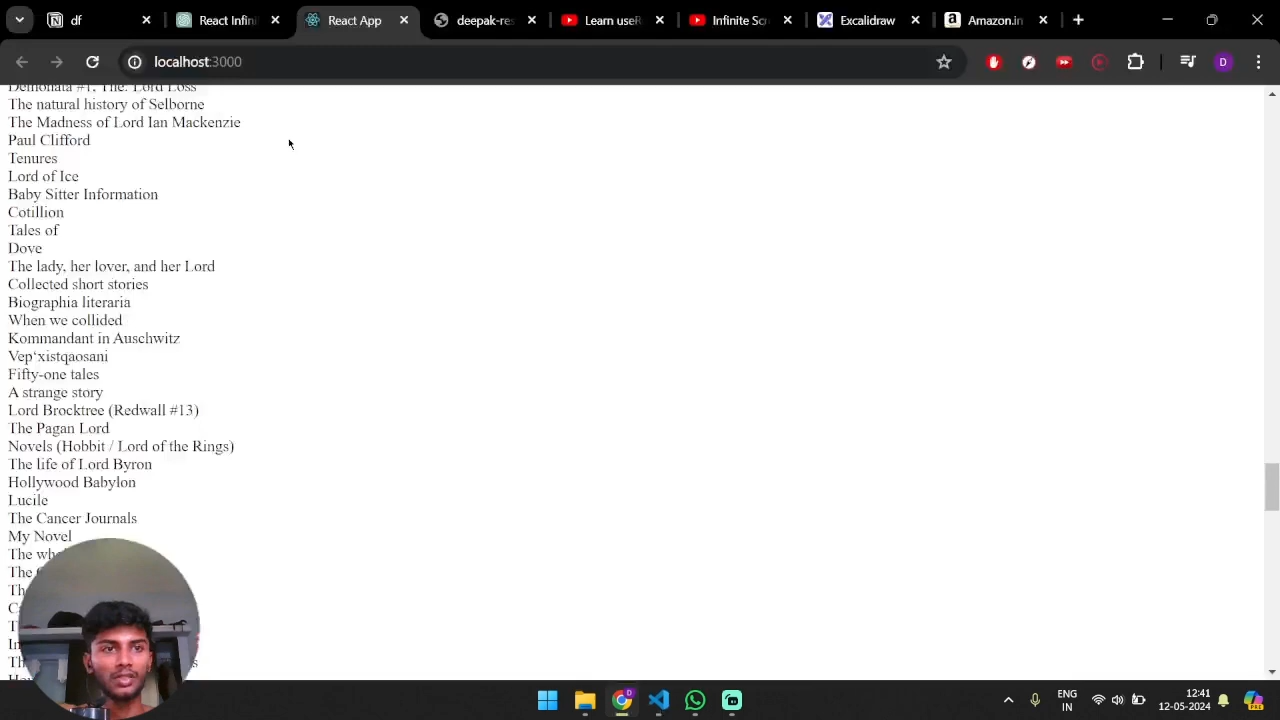 df
React Infini
React App
deepak-res
Learn useR
Infinite Scr
Excalidraw
Amazon.in
localhost:3000
D
Demonata #1, The: Lord Loss
The natural history of Selborne
The Madness of Lord Ian Mackenzie
Paul Clifford
Tenures
Lord of Ice
Baby Sitter Information
Cotillion
Tales of
Dove
The lady, her lover, and her Lord
Collected short stories
Biographia literaria
When we collided
Kommandant in Auschwitz
Vepʻxistqaosani
Fifty-one tales
A strange story
Lord Brocktree (Redwall #13)
The Pagan Lord
Novels (Hobbit / Lord of the Rings)
The life of Lord Byron
Hollywood Babylon
Lucile
The Cancer Journals
My Novel
The
The
ENG
IN
12:41
12-05-2024